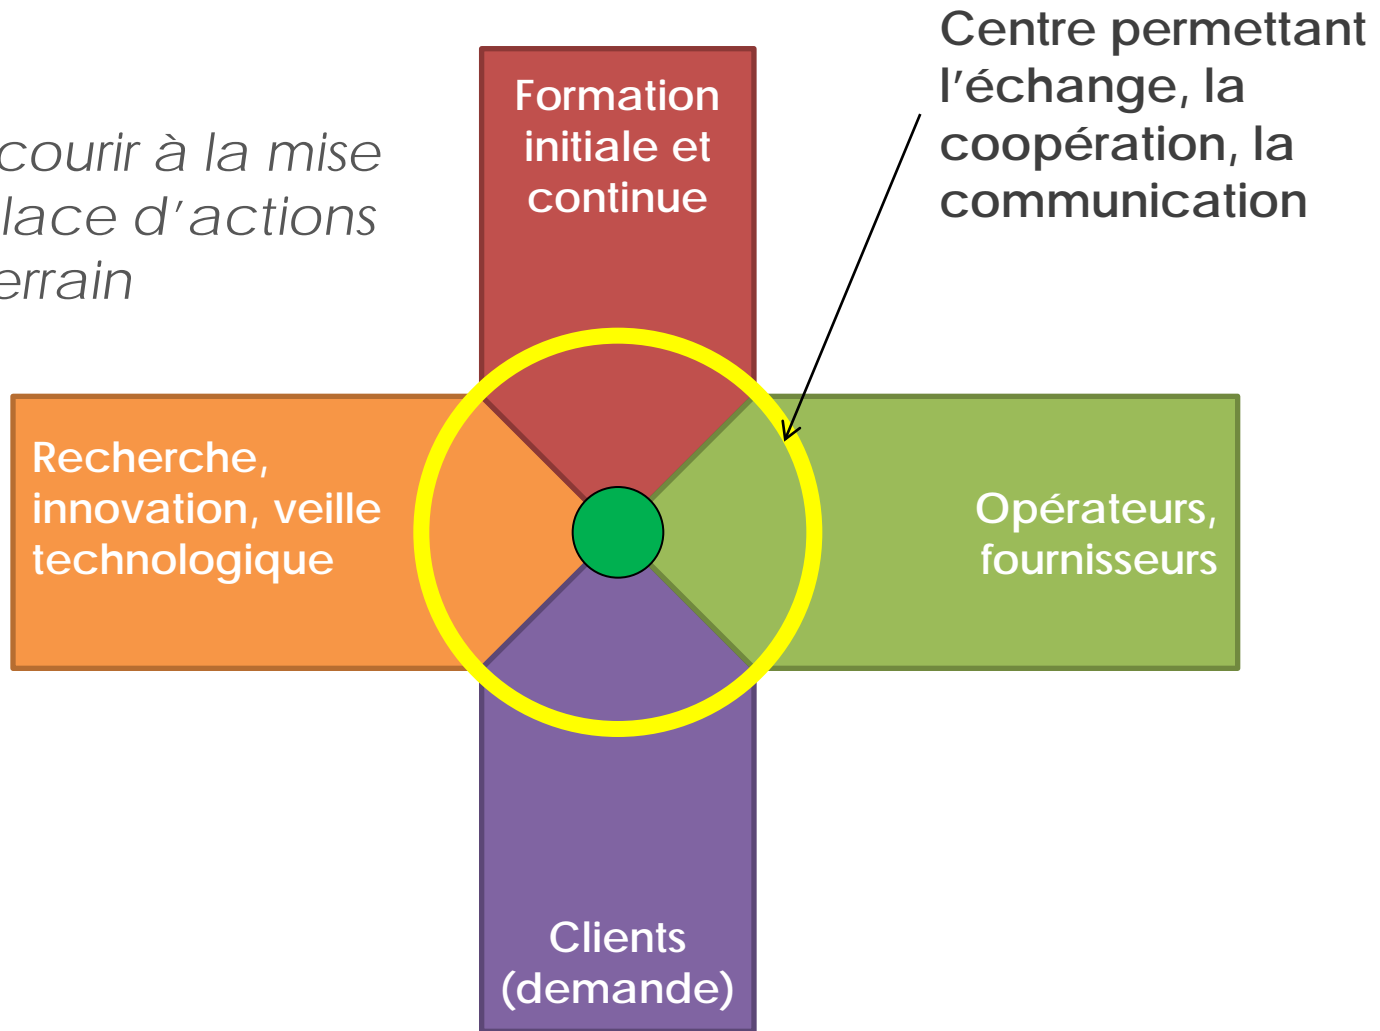 Centre permettant
l’échange, la
coopération, la
communication
Formation
initiale et
continue
courir à la mise
lace d’actions
errain
Recherche,
innovation, veille
technologique
Opérateurs,
fournisseurs
Clients
(demande)